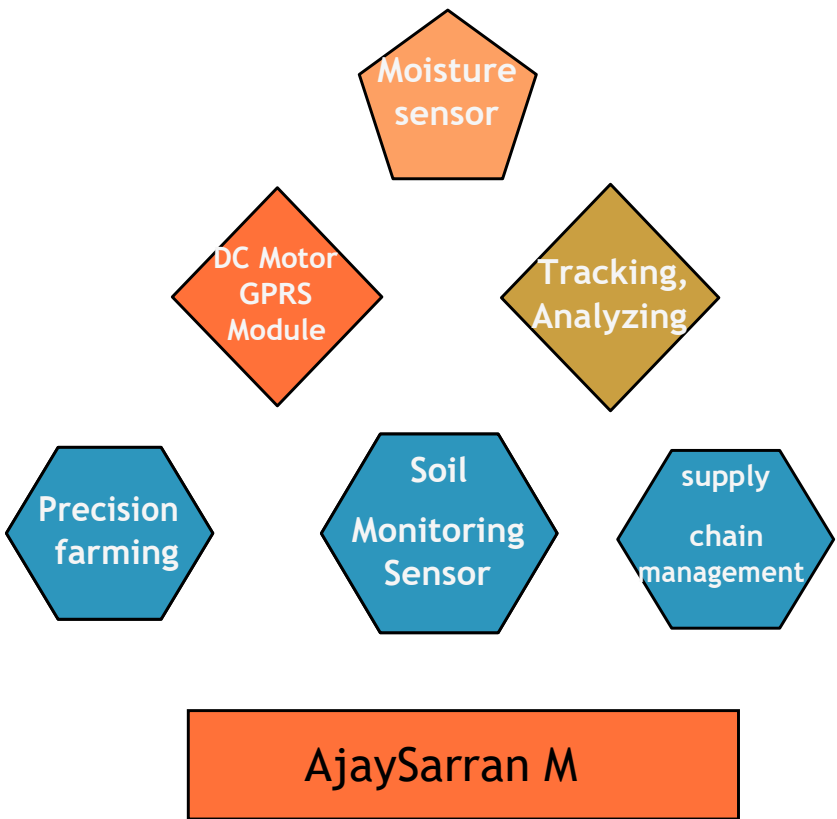 Moisture
sensor
DC Motor
GPRS
Module
Tracking,
Analyzing
Precision
farming
Soil
Monitoring
Sensor
supply
chain
management
AjaySarran M